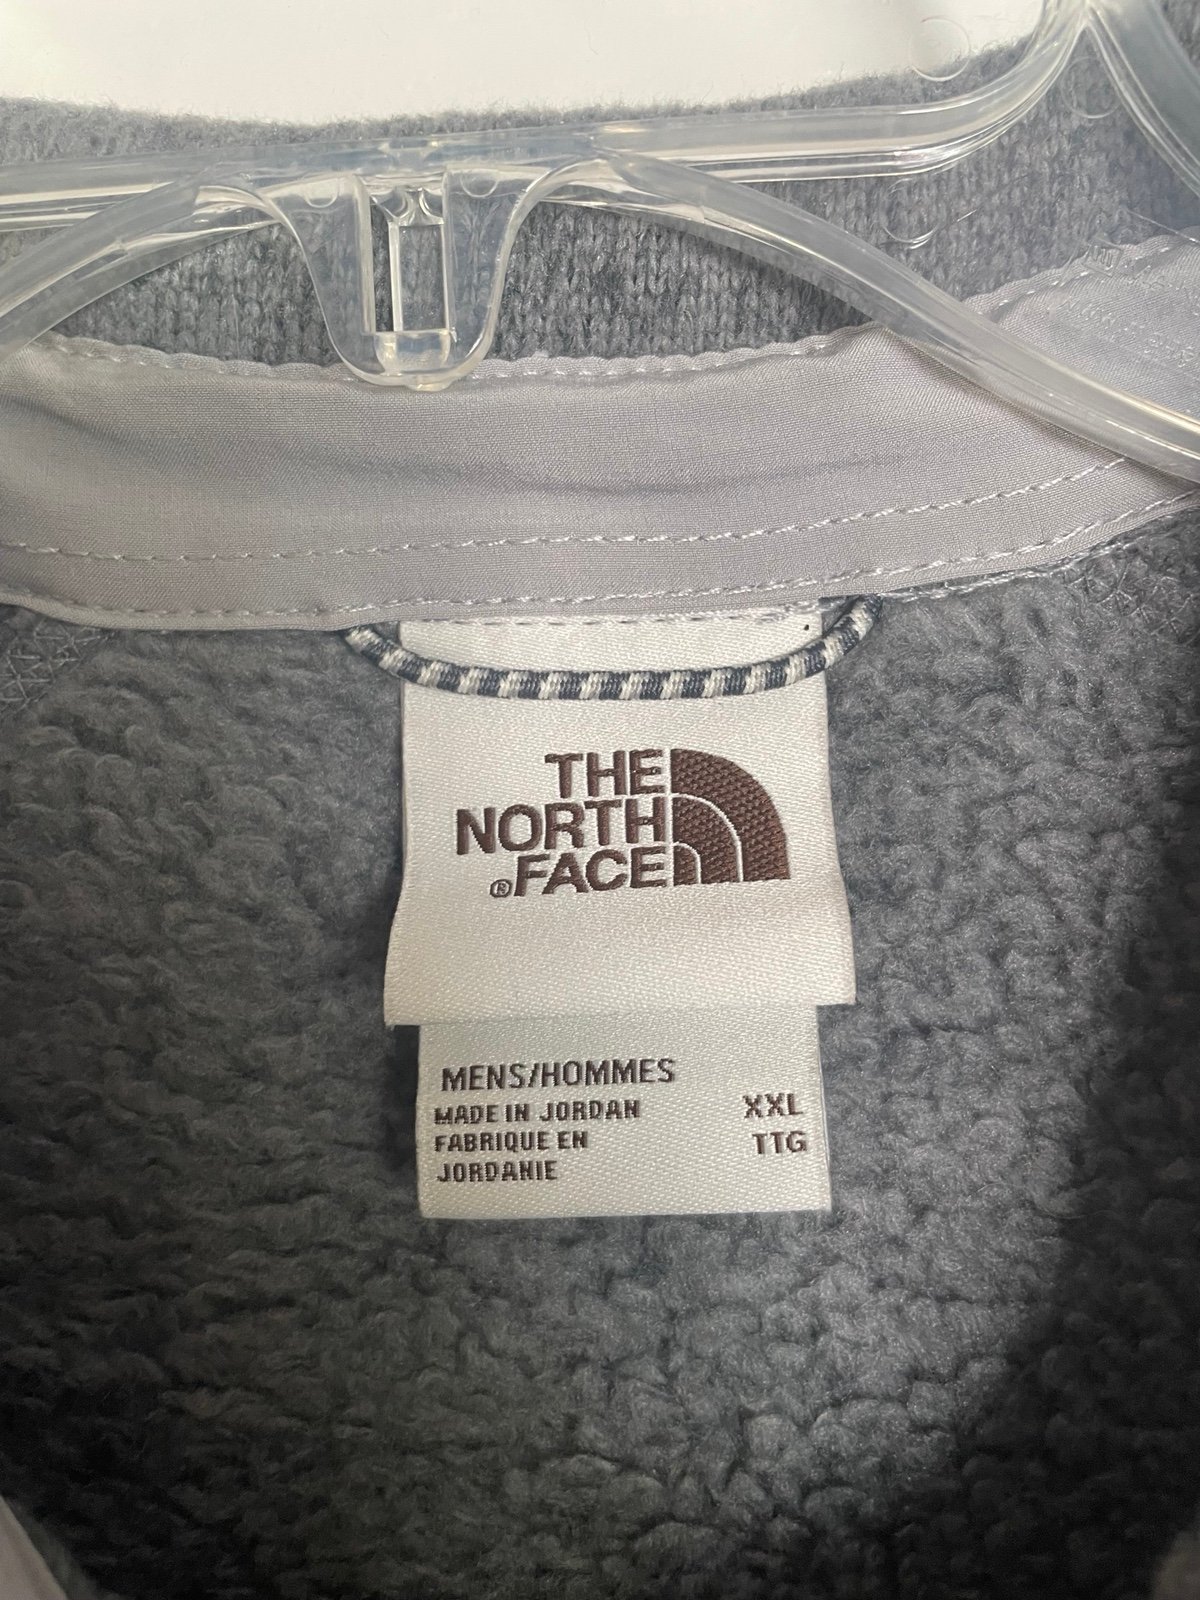 THE
NORTH
®FACE
MENS/HOMMES
MADE IN JORDAN XXL
FABRIQUE EN TTG
JORDANIE